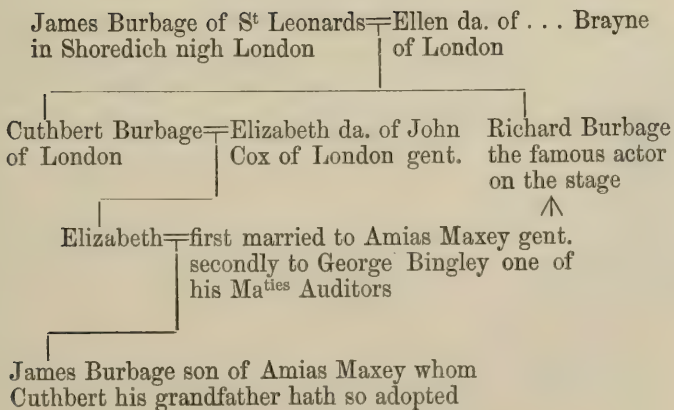 James Burbage of Sᵗ Leonards Ellen da. of . . . Brayne
in Shoredich nigh London of London
Cuthbert Burbage Elizabeth da. of John Richard Burbage
of London Cox of London gent. the famous actor
on the stage
Elizabeth first married to Amias Maxey gent.
secondly to George Bingley one of
his Maᵗⁱᵉˢ Auditors
James Burbage son of Amias Maxey whom
Cuthbert his grandfather hath so adopted